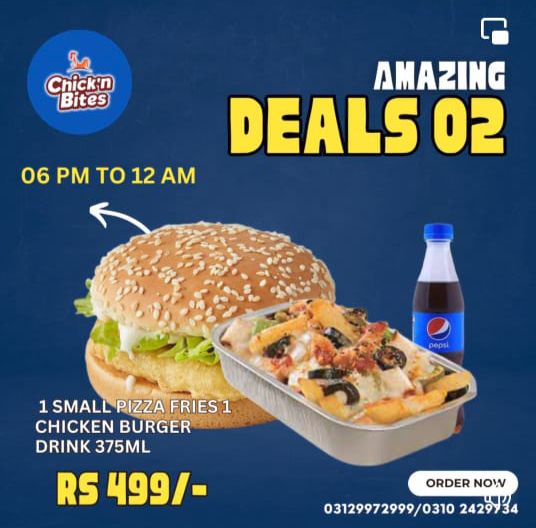 Chick'n
Bites
AMAZING
DEALS 02
06 PM TO 12 AM
pepsi
1 SMALL PIZZA FRIES 1
CHICKEN BURGER
DRINK 375ML
RS 499/-
ORDER NOW
03129972999/0310 2429734